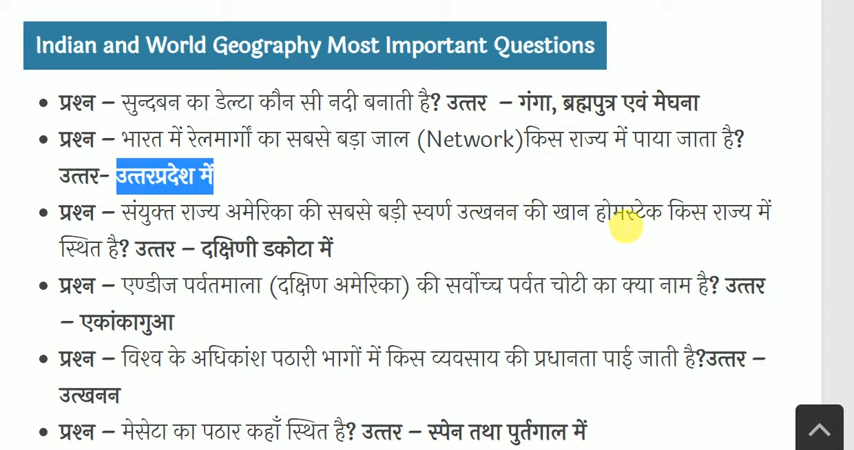 Indian and World Geography Most Important Questions
• प्रश्न – सुन्दबन का डेल्टा कौन सी नदी बनाती है? उत्तर – गंगा, ब्रह्मपुत्र एवं मेघना
• प्रश्न – भारत में रेलमार्गों का सबसे बड़ा जाल (Network)किस राज्य में पाया जाता है?
उत्तर- उत्तरप्रदेश में
• प्रश्न – संयुक्त राज्य अमेरिका की सबसे बड़ी स्वर्ण उत्खनन की खान होमस्टेक किस राज्य में
स्थित है? उत्तर – दक्षिणी डकोटा में
• प्रश्न – एण्डीज पर्वतमाला (दक्षिण अमेरिका) की सर्वोच्च पर्वत चोटी का क्या नाम है? उत्तर
– एकांकागुआ
• प्रश्न – विश्व के अधिकांश पठारी भागों में किस व्यवसाय की प्रधानता पाई जाती है?उत्तर –
उत्खनन
• प्रश्न – मेसेटा का पठार कहाँ स्थित है? उत्तर – स्पेन तथा पुर्तगाल में